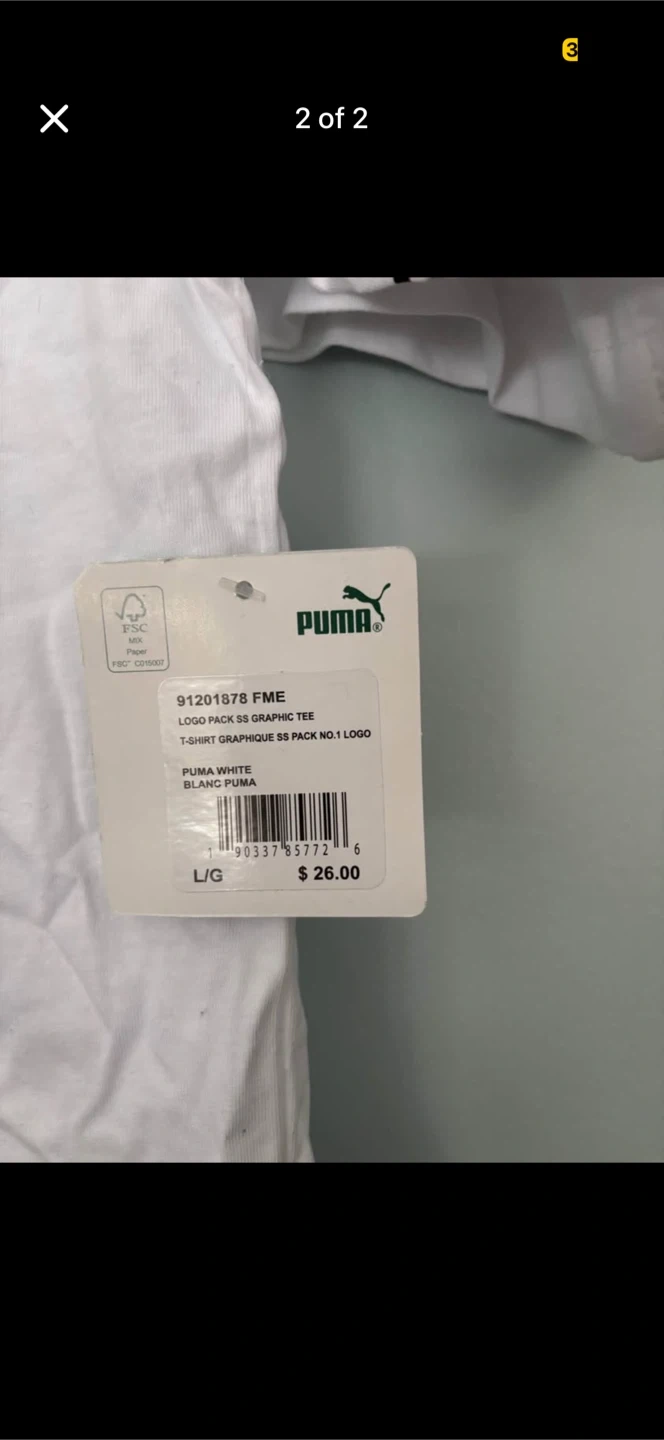 3
2 of 2
FSC
MIX
Paper
FSC® C015007
PUMA®
91201878 FME
LOGO PACK SS GRAPHIC TEE
T-SHIRT GRAPHIQUE SS PACK NO.1 LOGO
PUMA WHITE
BLANC PUMA
1 90337 85772 6
L/G $ 26.00